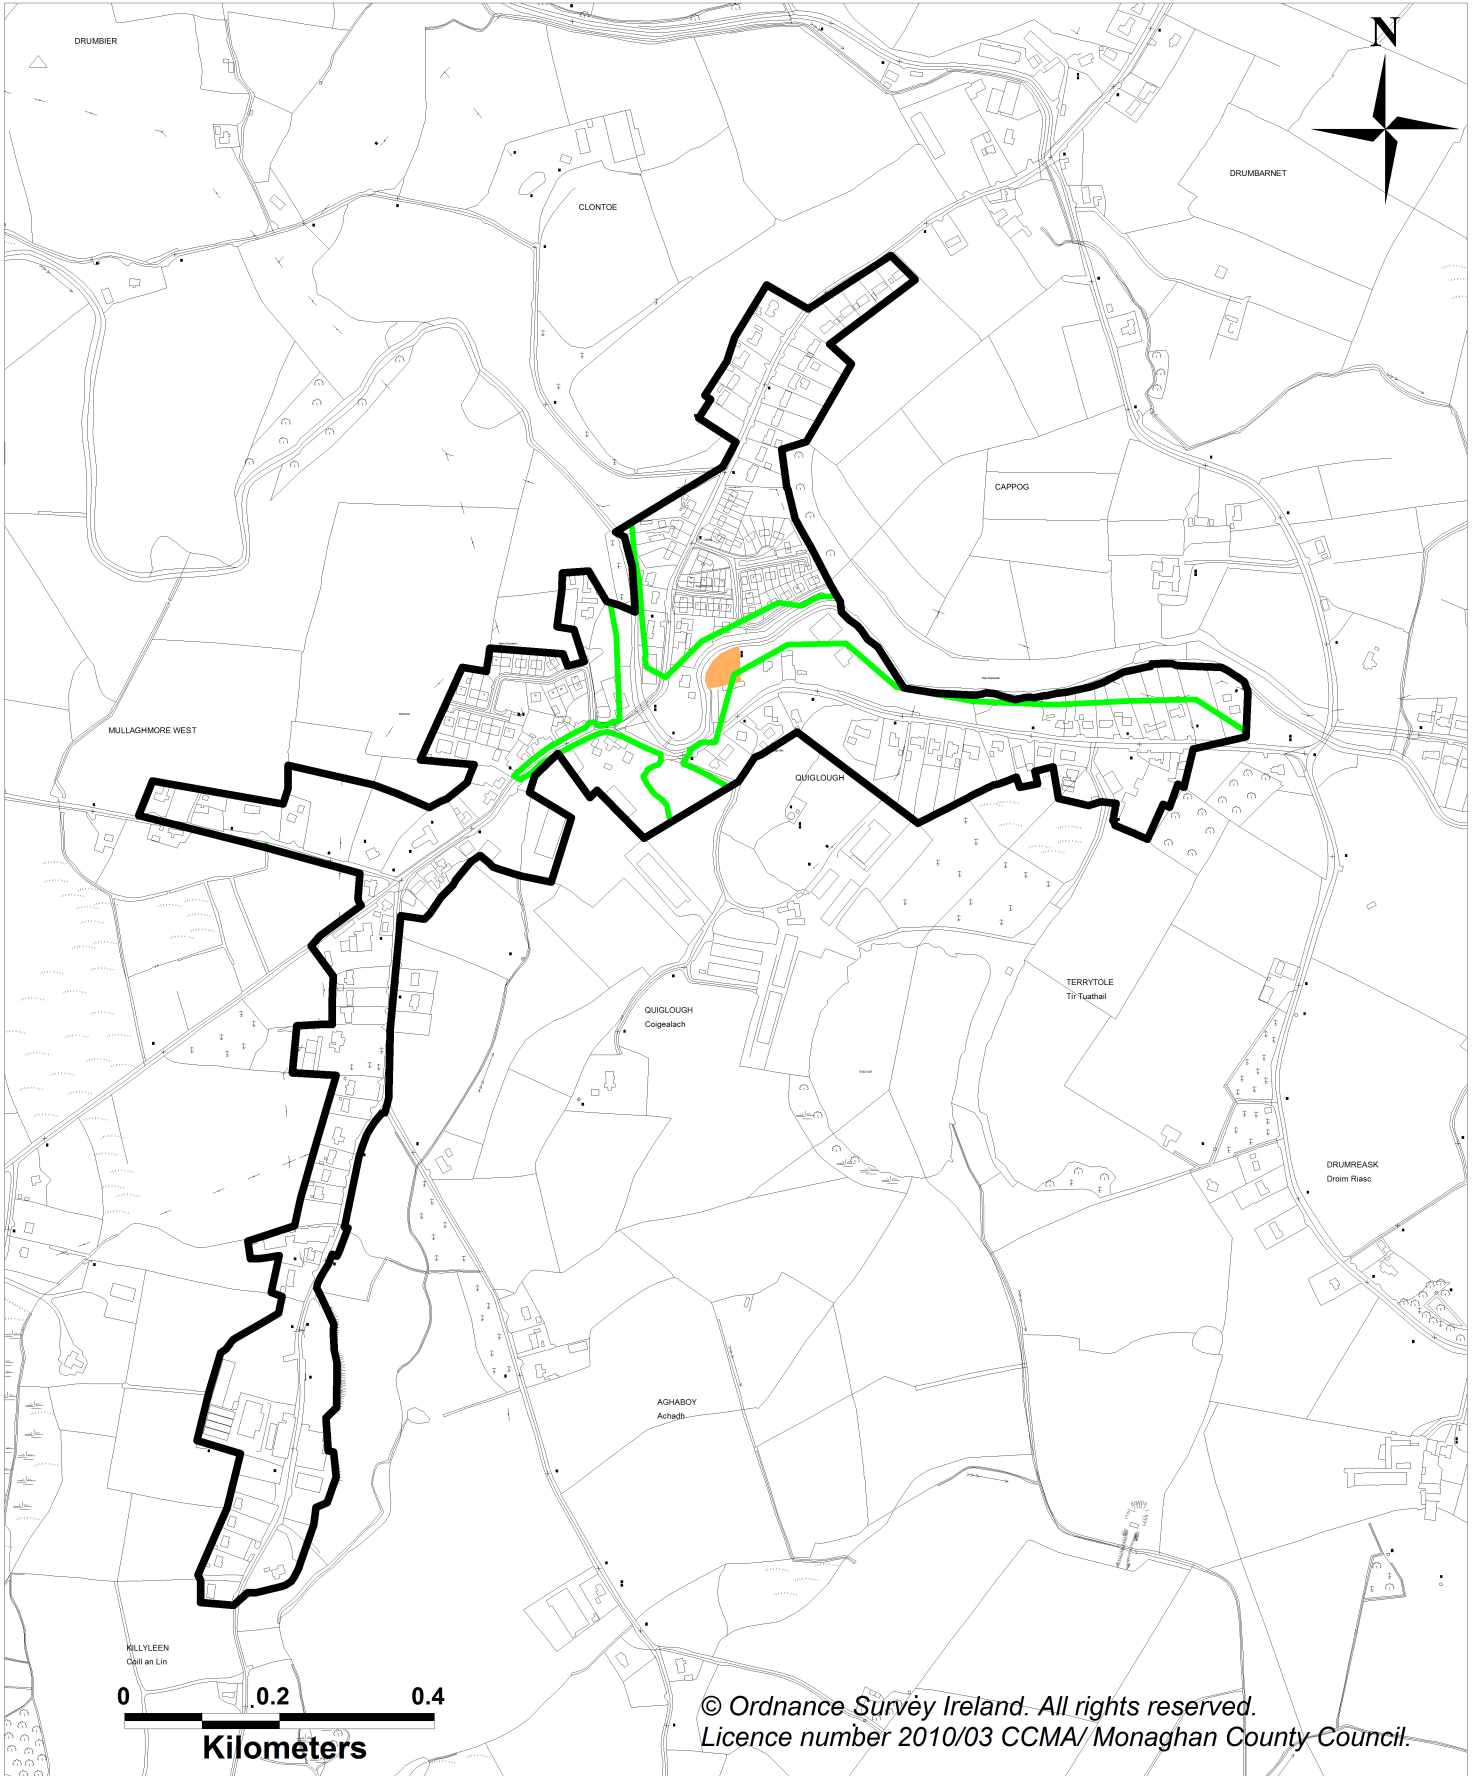 DRUMBIER
N
DRUMBARNET
CLONTOE
CAPPOG
MULLAGHMORE WEST
QUIGLOUGH
TERRYTOLE
Tír Tuathail
QUIGLOUGH
Coigealach
DRUMREASK
Droim Riasc
AGHABOY
Achadh
KILLYLEEN
Coill an Lin
0 0.2 0.4
Kilometers
© Ordnance Survey Ireland. All rights reserved.
Licence number 2010/03 CCMA/ Monaghan County Council.